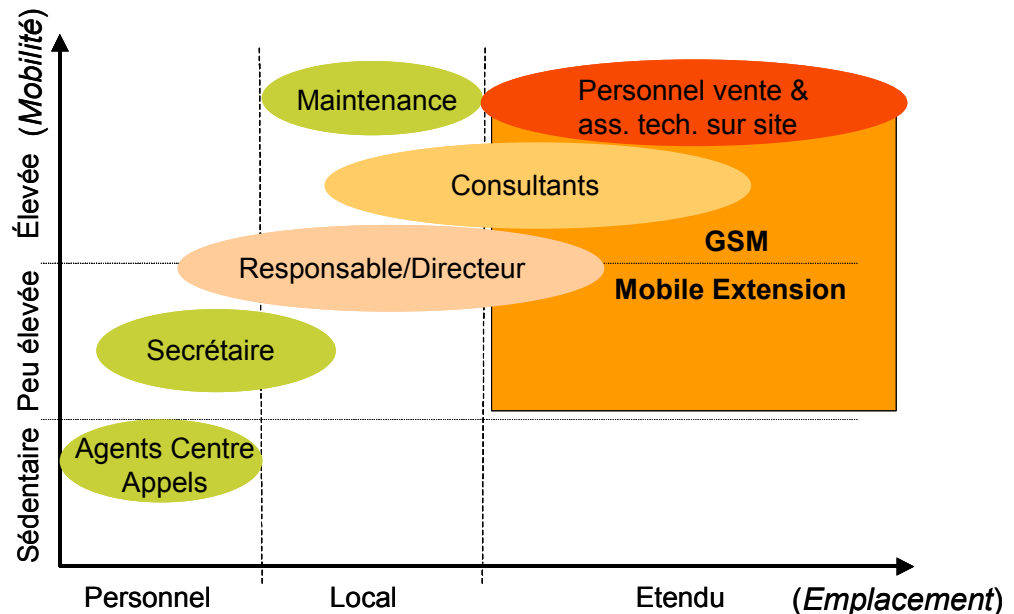 Élevée (Mobilité)
Peu élevée
Sédentaire
Maintenance
Personnel vente &
ass. tech. sur site
Consultants
GSM
Responsable/Directeur
Mobile Extension
Secrétaire
Agents Centre
Appels
Personnel
Local
Etendu
(Emplacement)